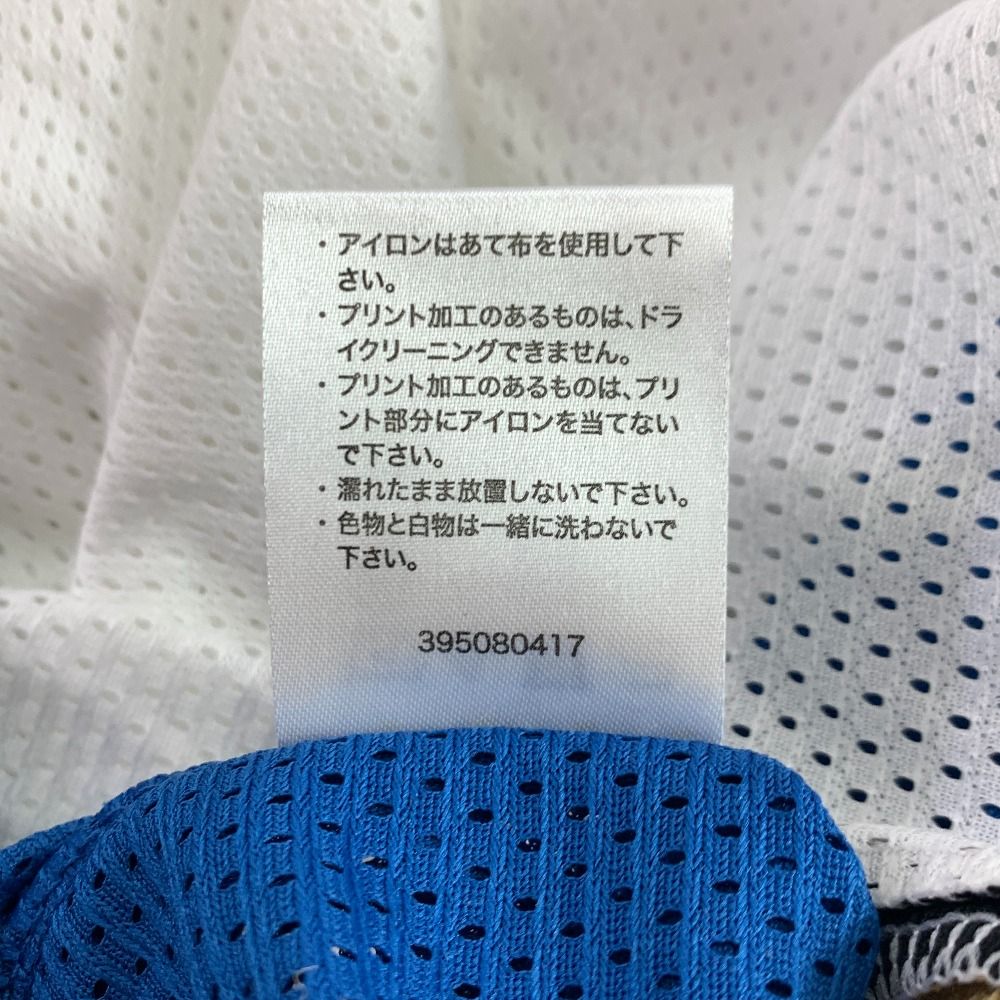 ・アイロンはあて布を使用して下
さい。
・プリント加工のあるものは、ドラ
イクリーニングできません。
・プリント加工のあるものは、プリ
ント部分にアイロンを当てない
で下さい。
・濡れたまま放置しないで下さい。
・色物と白物は一緒に洗わないで
下さい。
395080417